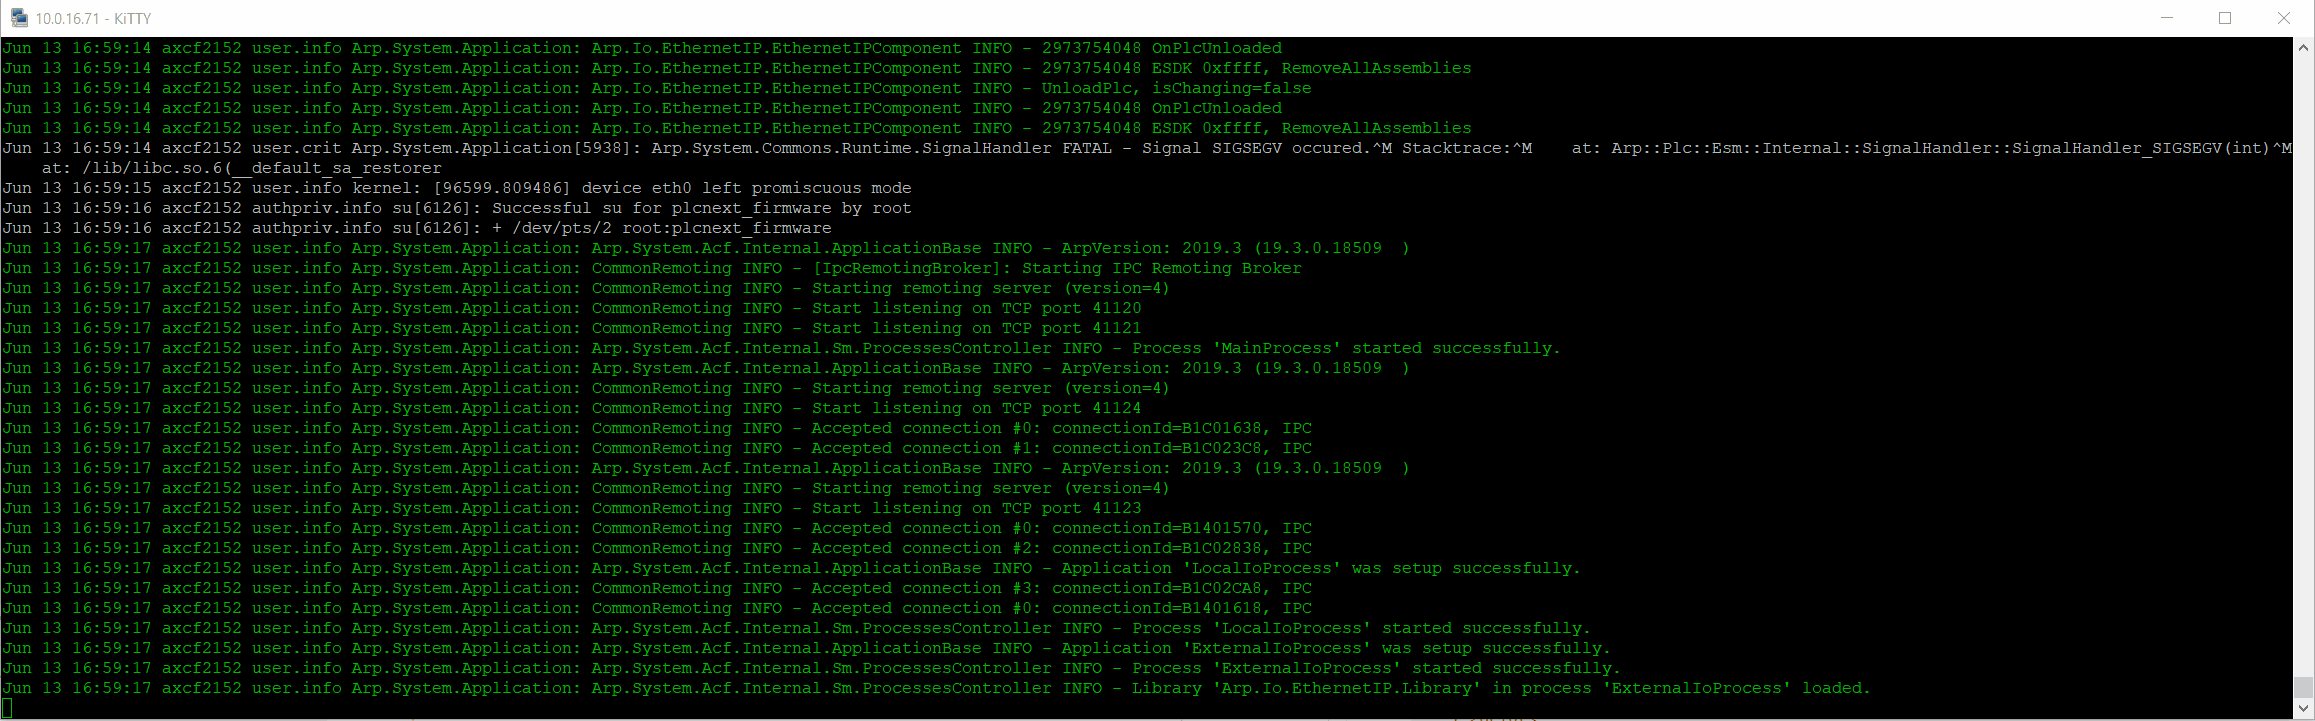 10.0.16.71 - KiTTY
Jun 13 16:59:14 axcf2152 user.info Arp.System.Application: Arp.Io.EthernetIP.EthernetIPComponent INFO - 2973754048 OnPlcUnloaded
Jun 13 16:59:14 axcf2152 user.info Arp.System.Application: Arp.Io.EthernetIP.EthernetIPComponent INFO - 2973754048 ESDK 0xffff, RemoveAllAssemblies
Jun 13 16:59:14 axcf2152 user.info Arp.System.Application: Arp.Io.EthernetIP.EthernetIPComponent INFO - UnloadPlc, isChanging=false
Jun 13 16:59:14 axcf2152 user.info Arp.System.Application: Arp.Io.EthernetIP.EthernetIPComponent INFO - 2973754048 OnPlcUnloaded
Jun 13 16:59:14 axcf2152 user.info Arp.System.Application: Arp.Io.EthernetIP.EthernetIPComponent INFO - 2973754048 ESDK 0xffff, RemoveAllAssemblies
Jun 13 16:59:14 axcf2152 user.crit Arp.System.Application[5938]: Arp.System.Commons.Runtime.SignalHandler FATAL - Signal SIGSEGV occured.^M Stacktrace:^M    at: Arp::Plc::Esm::Internal::SignalHandler::SignalHandler_SIGSEGV(int)^M
    at: /lib/libc.so.6(__default_sa_restorer
Jun 13 16:59:15 axcf2152 user.info kernel: [96599.809486] device eth0 left promiscuous mode
Jun 13 16:59:16 axcf2152 authpriv.info su[6126]: Successful su for plcnext_firmware by root
Jun 13 16:59:16 axcf2152 authpriv.info su[6126]: + /dev/pts/2 root:plcnext_firmware
Jun 13 16:59:17 axcf2152 user.info Arp.System.Application: Arp.System.Acf.Internal.ApplicationBase INFO - ArpVersion: 2019.3 (19.3.0.18509  )
Jun 13 16:59:17 axcf2152 user.info Arp.System.Application: CommonRemoting INFO - [IpcRemotingBroker]: Starting IPC Remoting Broker
Jun 13 16:59:17 axcf2152 user.info Arp.System.Application: CommonRemoting INFO - Starting remoting server (version=4)
Jun 13 16:59:17 axcf2152 user.info Arp.System.Application: CommonRemoting INFO - Start listening on TCP port 41120
Jun 13 16:59:17 axcf2152 user.info Arp.System.Application: CommonRemoting INFO - Start listening on TCP port 41121
Jun 13 16:59:17 axcf2152 user.info Arp.System.Application: Arp.System.Acf.Internal.Sm.ProcessesController INFO - Process 'MainProcess' started successfully.
Jun 13 16:59:17 axcf2152 user.info Arp.System.Application: Arp.System.Acf.Internal.ApplicationBase INFO - ArpVersion: 2019.3 (19.3.0.18509  )
Jun 13 16:59:17 axcf2152 user.info Arp.System.Application: CommonRemoting INFO - Starting remoting server (version=4)
Jun 13 16:59:17 axcf2152 user.info Arp.System.Application: CommonRemoting INFO - Start listening on TCP port 41124
Jun 13 16:59:17 axcf2152 user.info Arp.System.Application: CommonRemoting INFO - Accepted connection #0: connectionId=B1C01638, IPC
Jun 13 16:59:17 axcf2152 user.info Arp.System.Application: CommonRemoting INFO - Accepted connection #1: connectionId=B1C023C8, IPC
Jun 13 16:59:17 axcf2152 user.info Arp.System.Application: Arp.System.Acf.Internal.ApplicationBase INFO - ArpVersion: 2019.3 (19.3.0.18509  )
Jun 13 16:59:17 axcf2152 user.info Arp.System.Application: CommonRemoting INFO - Starting remoting server (version=4)
Jun 13 16:59:17 axcf2152 user.info Arp.System.Application: CommonRemoting INFO - Start listening on TCP port 41123
Jun 13 16:59:17 axcf2152 user.info Arp.System.Application: CommonRemoting INFO - Accepted connection #0: connectionId=B1401570, IPC
Jun 13 16:59:17 axcf2152 user.info Arp.System.Application: CommonRemoting INFO - Accepted connection #2: connectionId=B1C02838, IPC
Jun 13 16:59:17 axcf2152 user.info Arp.System.Application: Arp.System.Acf.Internal.ApplicationBase INFO - Application 'LocalIoProcess' was setup successfully.
Jun 13 16:59:17 axcf2152 user.info Arp.System.Application: CommonRemoting INFO - Accepted connection #3: connectionId=B1C02CA8, IPC
Jun 13 16:59:17 axcf2152 user.info Arp.System.Application: CommonRemoting INFO - Accepted connection #0: connectionId=B1401618, IPC
Jun 13 16:59:17 axcf2152 user.info Arp.System.Application: Arp.System.Acf.Internal.Sm.ProcessesController INFO - Process 'LocalIoProcess' started successfully.
Jun 13 16:59:17 axcf2152 user.info Arp.System.Application: Arp.System.Acf.Internal.ApplicationBase INFO - Application 'ExternalIoProcess' was setup successfully.
Jun 13 16:59:17 axcf2152 user.info Arp.System.Application: Arp.System.Acf.Internal.Sm.ProcessesController INFO - Process 'ExternalIoProcess' started successfully.
Jun 13 16:59:17 axcf2152 user.info Arp.System.Application: Arp.System.Acf.Internal.Sm.ProcessesController INFO - Library 'Arp.Io.EthernetIP.Library' in process 'ExternalIoProcess' loaded.